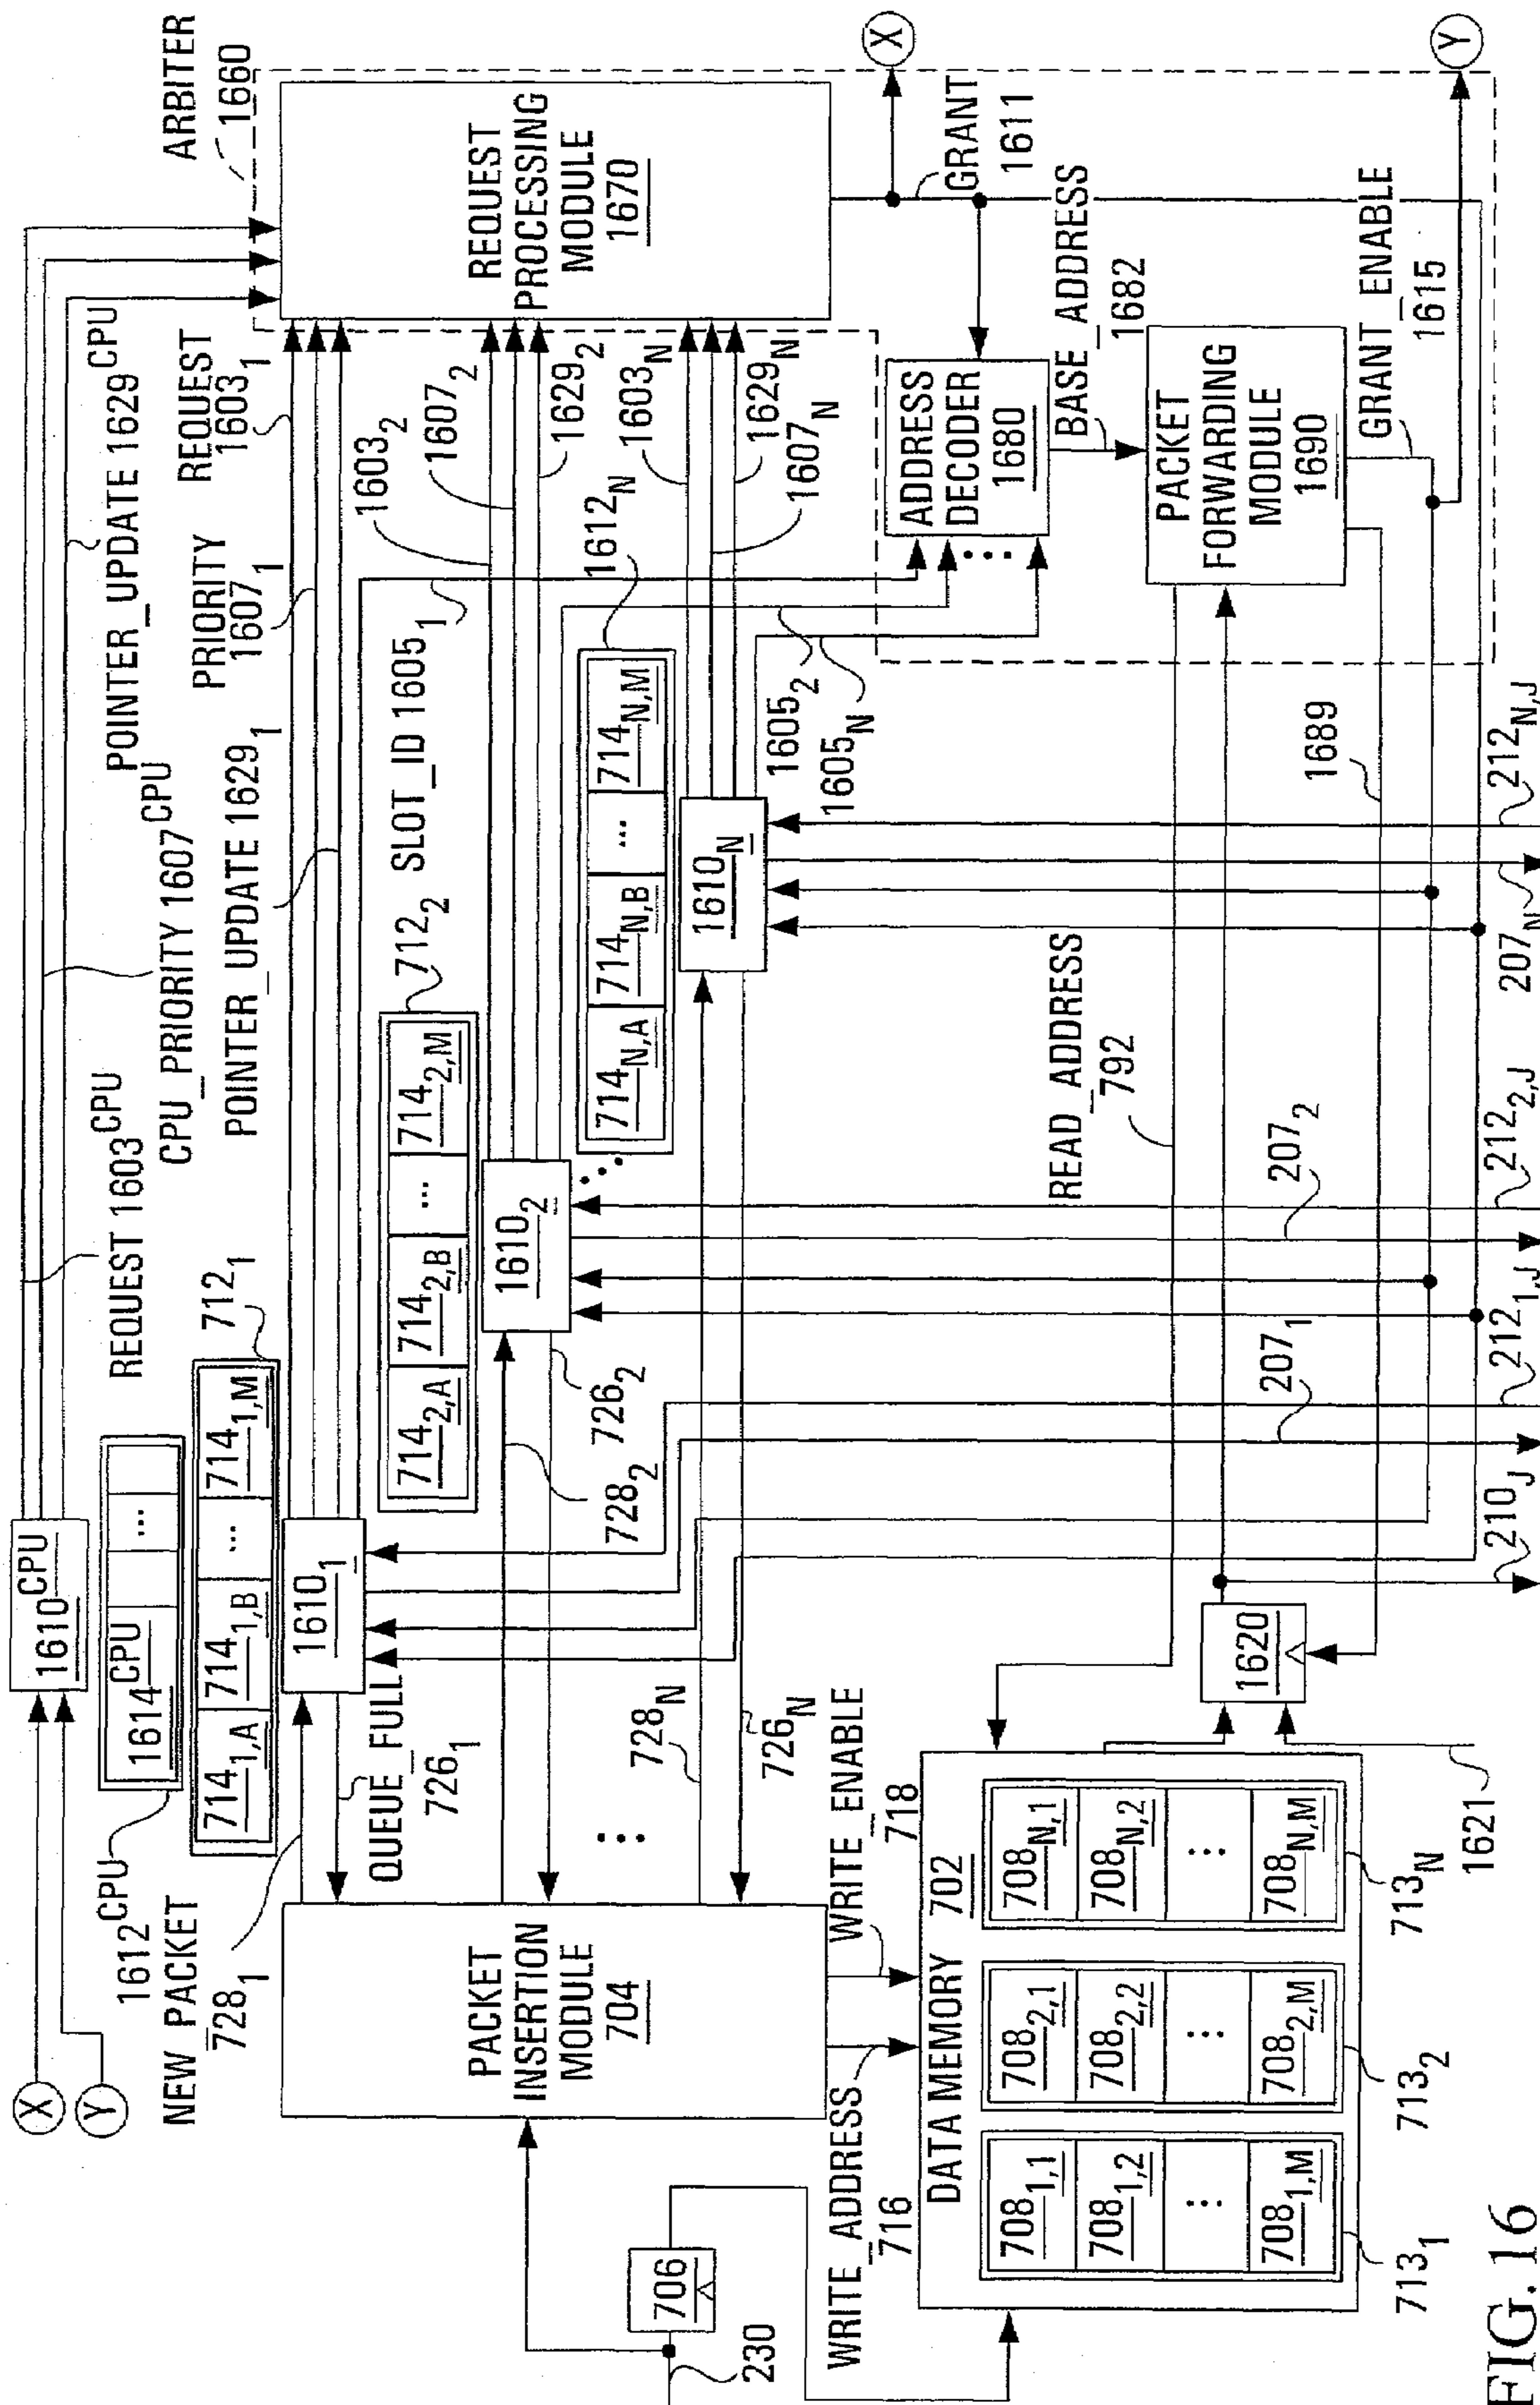 X
Y
1610CPU
REQUEST 1603CPU
CPU_PRIORITY 1607CPU
POINTER_UPDATE 1629CPU
ARBITER
1660
1612CPU
1614CPU
...
NEW PACKET
7281
7141,A
7141,B
...
7141,M
7121
16101
QUEUE_FULL
7261
POINTER_UPDATE 16291
PRIORITY
16071
REQUEST
16031
REQUEST
PROCESSING
MODULE
1670
PACKET
INSERTION
MODULE
704
7142,A
7142,B
...
7142,M
7122
SLOT_ID 16051
16102
7282
7262
16032
16072
16292
714N,A
714N,B
...
714N,M
1612N
1610N
728N
726N
1603N
1629N
1607N
16052
1605N
X
GRANT
1611
ADDRESS
DECODER
1680
BASE_ADDRESS
1682
PACKET
FORWARDING
MODULE
1690
GRANT_ENABLE
1615
Y
706
230
WRITE_ADDRESS
716
WRITE ENABLE
718
DATA MEMORY 702
7081,1
7081,2
7081,M
7131
7082,1
7082,2
7082,M
7132
708N,1
708N,2
708N,M
713N
1620
1621
READ_ADDRESS
792
1689
210J
2071
2121,J
2072
2122,J
207N
212N,J
FIG. 16